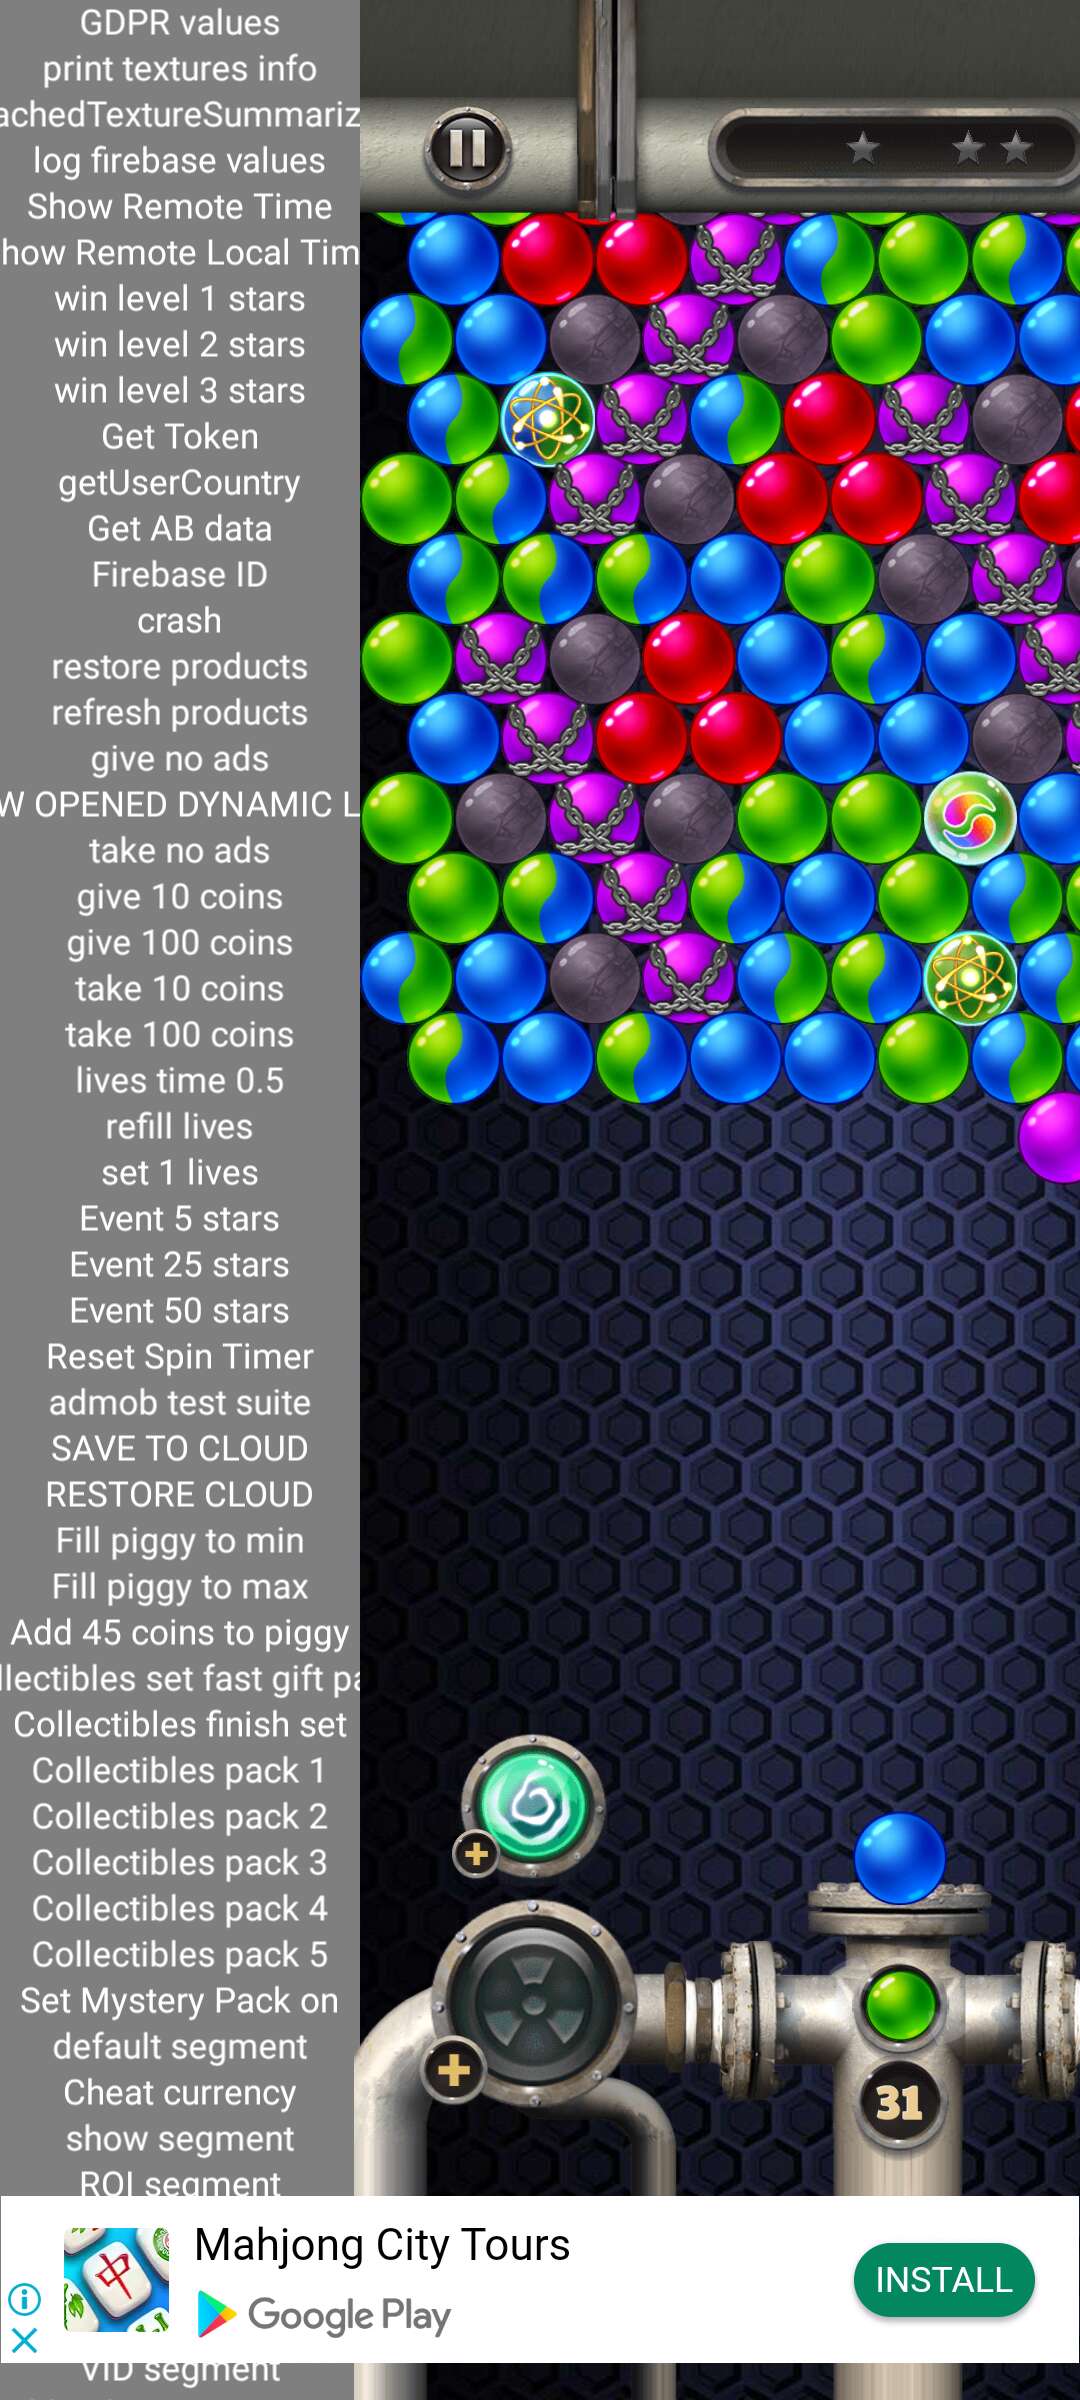 GDPR values
print textures info
achedTextureSummariz
log firebase values
Show Remote Time
how Remote Local Tim
win level 1 stars
win level 2 stars
win level 3 stars
Get Token
getUserCountry
Get AB data
Firebase ID
crash
restore products
refresh products
give no ads
W OPENED DYNAMIC L
take no ads
give 10 coins
give 100 coins
take 10 coins
take 100 coins
lives time 0.5
refill lives
set 1 lives
Event 5 stars
Event 25 stars
Event 50 stars
Reset Spin Timer
admob test suite
SAVE TO CLOUD
RESTORE CLOUD
Fill piggy to min
Fill piggy to max
Add 45 coins to piggy
llectibles set fast gift pa
Collectibles finish set
Collectibles pack 1
Collectibles pack 2
Collectibles pack 3
Collectibles pack 4
Collectibles pack 5
Set Mystery Pack on
default segment
Cheat currency
show segment
ROI segment
31
Mahjong City Tours
中
Google Play
INSTALL
VID segment